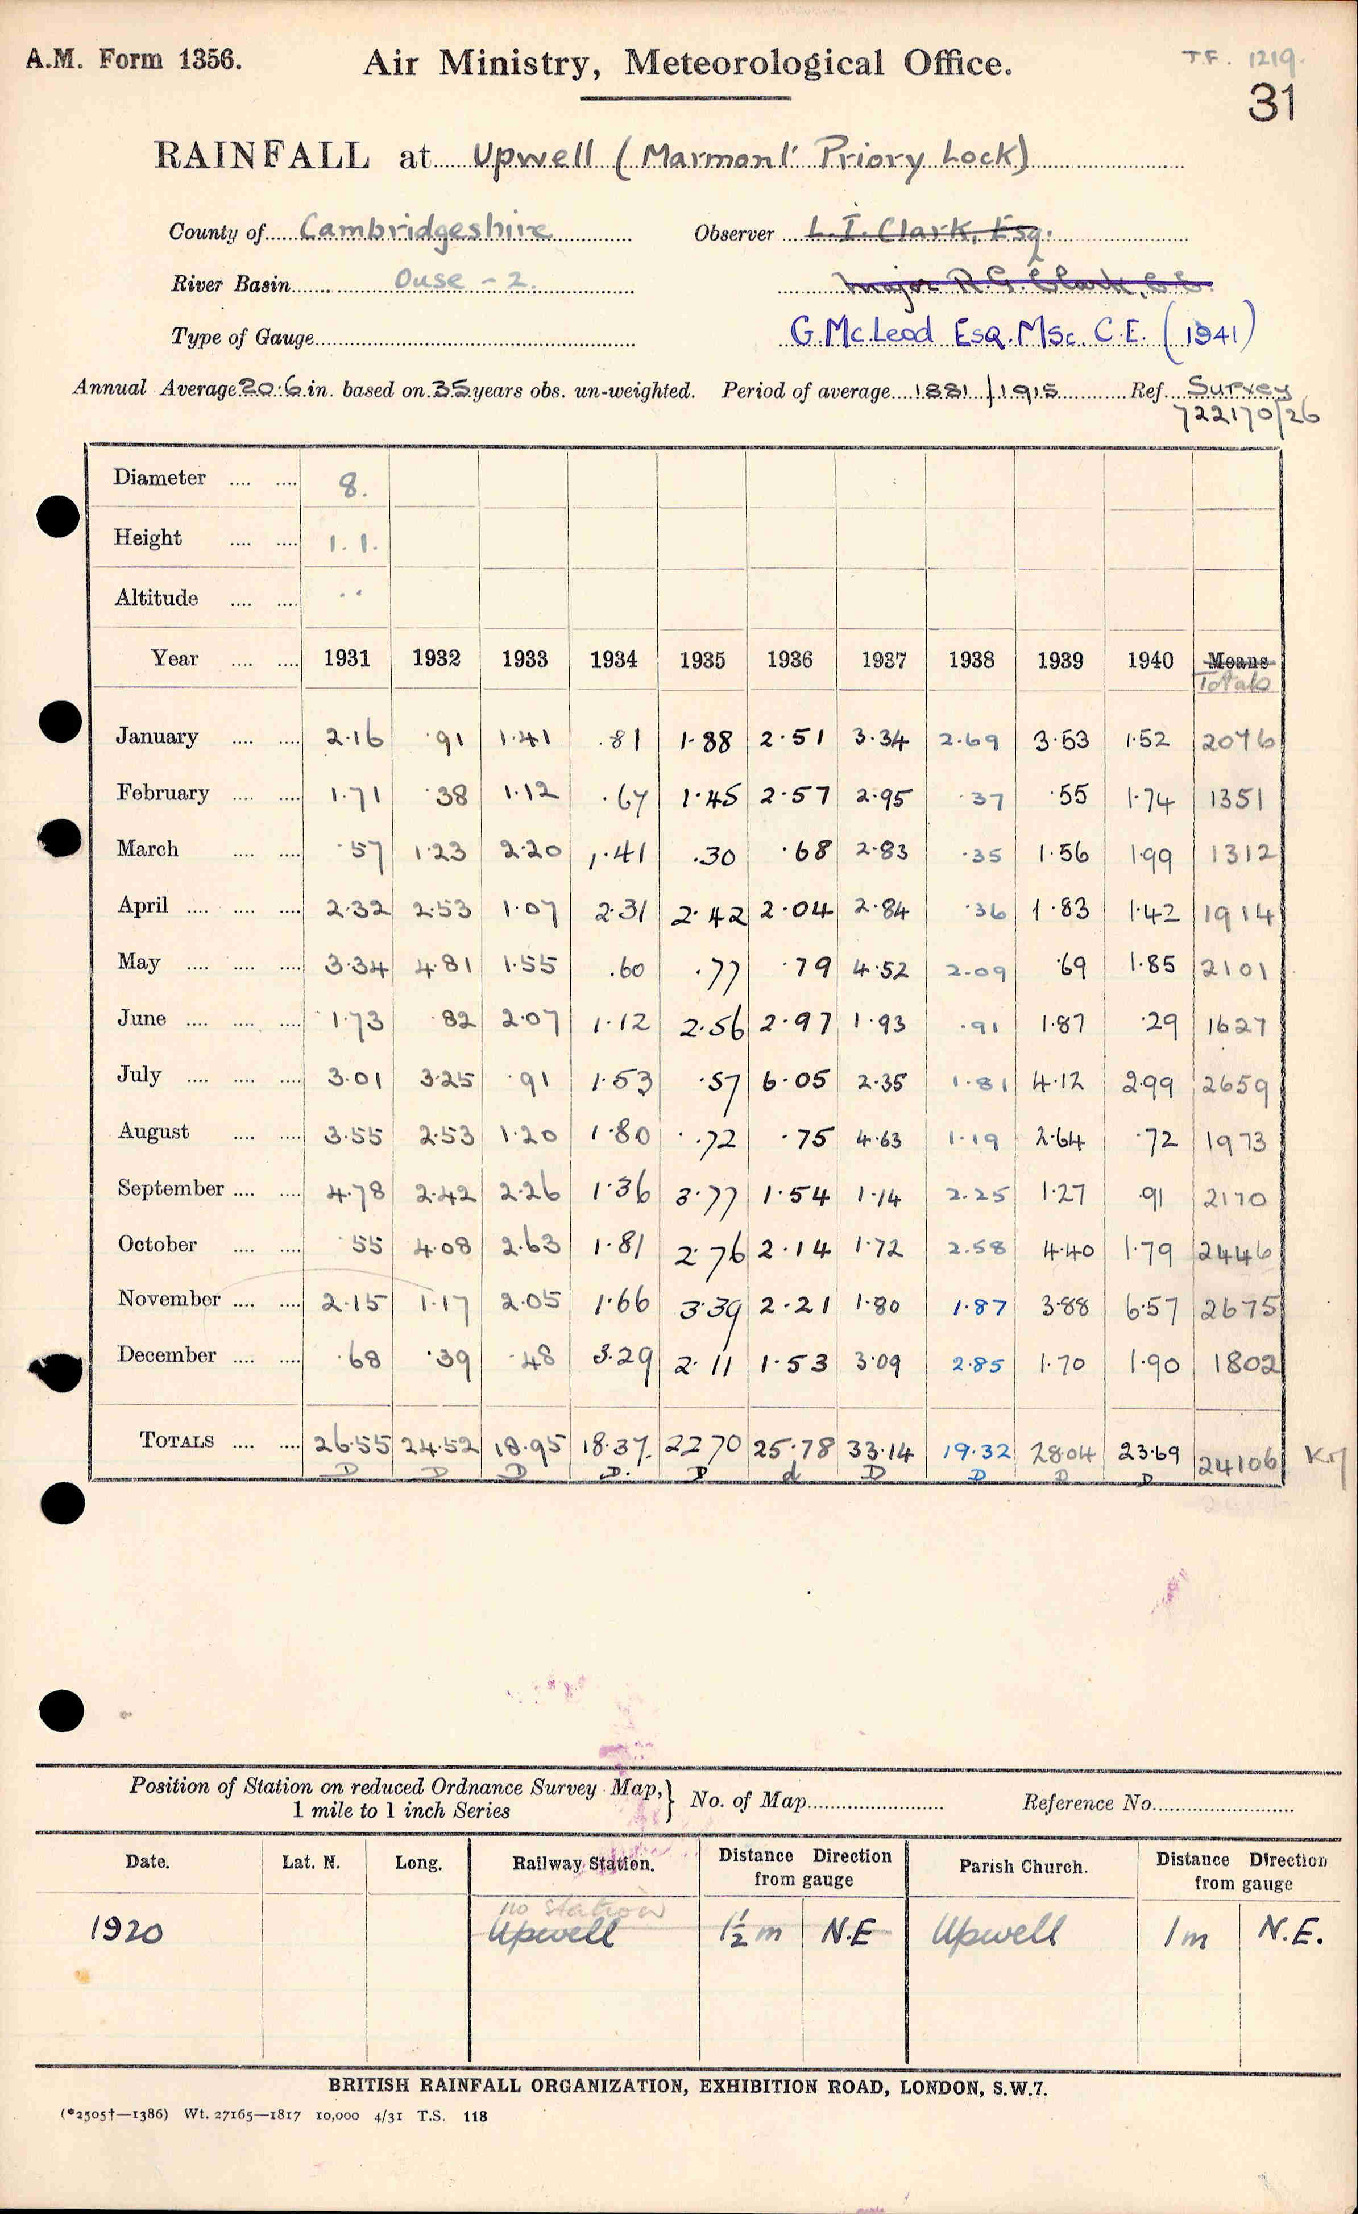 A.M. Form 1356. Air Ministry, Meteorological Office. T.F. 1219.
31
RAINFALL at Upwell (Marmont Priory Lock)
County of Cambridgeshire Observer L. I. Clark, Esq.
River Basin Ouse - 2. Major R.G. Clark,
Type of Gauge G. McLeod Esq. MSc. C.E. (1941)
Annual Average 20.6 in. based on 35 years obs. un-weighted. Period of average 1881/1915 Ref. Survey
722170/26
Diameter .... .... 8.
Height .... .... 1.1.
Altitude .... .... ..
Year .... .... 1931 1932 1933 1934 1935 1936 1937 1938 1939 1940 Means
Totals
January .... .... 2.16 .91 1.41 .81 1.88 2.51 3.34 2.69 3.53 1.52 2076
February .... .... 1.71 .38 1.12 .67 1.45 2.57 2.95 .37 .55 1.74 1351
March .... .... .57 1.23 2.20 1.41 .30 .68 2.83 .35 1.56 1.99 1312
April .... .... .... 2.32 2.53 1.07 2.31 2.42 2.04 2.84 .36 1.83 1.42 1914
May .... .... .... 3.34 4.81 1.55 .60 .77 .79 4.52 2.09 .69 1.85 2101
June .... .... .... 1.73 .82 2.07 1.12 2.56 2.97 1.93 .91 1.87 .29 1627
July .... .... .... 3.01 3.25 .91 1.53 .57 6.05 2.35 1.81 4.12 2.99 2659
August .... .... 3.55 2.53 1.20 1.80 .72 .75 4.63 1.19 2.64 .72 1973
September .... .... 4.78 2.42 2.26 1.36 3.77 1.54 1.14 2.25 1.27 .91 2170
October .... .... .55 4.08 2.63 1.81 2.76 2.14 1.72 2.58 4.40 1.79 2446
November .... .... 2.15 1.17 2.05 1.66 3.39 2.21 1.80 1.87 3.88 6.57 2675
December .... .... .68 .39 .48 3.29 2.11 1.53 3.09 2.85 1.70 1.90 1802
TOTALS .... .... 26.55 24.52 18.95 18.37 22.70 25.78 33.14 19.32 28.04 23.69 24106
D D D D. D d D D D D
Position of Station on reduced Ordnance Survey Map, } No. of Map Reference No.
1 mile to 1 inch Series
Date. Lat. N. Long. Railway Station. Distance Direction from gauge Parish Church. Distance Direction from gauge
no station
1920 Upwell 1½ m N.E Upwell 1 m N.E.
BRITISH RAINFALL ORGANIZATION, EXHIBITION ROAD, LONDON, S.W.7.
(*2505†—1386) Wt. 27165—1817 10,000 4/31 T.S. 118